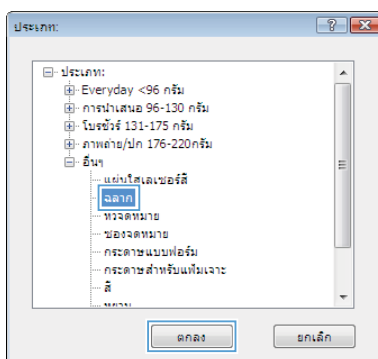 ประเภท:
ประเภท:
Everyday <96 กรัม
การนำเสนอ 96-130 กรัม
โบรชัวร์ 131-175 กรัม
ภาพถ่าย/ปก 176-220กรัม
อื่นๆ
แผ่นใสเลเซอร์สี
ฉลาก
หัวจดหมาย
ซองจดหมาย
กระดาษแบบฟอร์ม
กระดาษสำหรับแฟ้มเจาะ
สี
หยาบ
ตกลง ยกเลิก